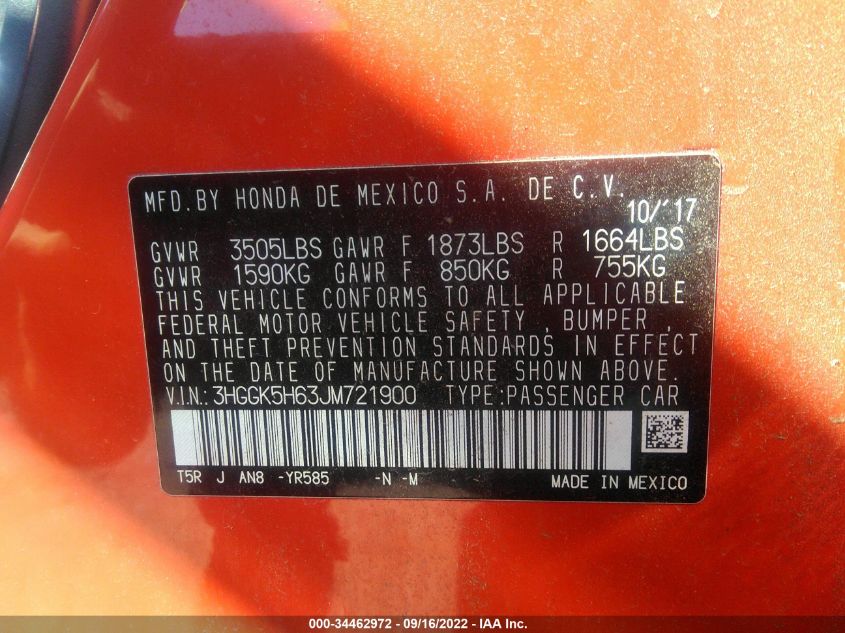 MFD.BY HONDA DE MEXICO S.A. DE C.V.
10/'17
GVWR 3505LBS GAWR F 1873LBS R 1664LBS
GVWR 1590KG GAWR F 850KG R 755KG
THIS VEHICLE CONFORMS TO ALL APPLICABLE
FEDERAL MOTOR VEHICLE SAFETY , BUMPER ,
AND THEFT PREVENTION STANDARDS IN EFFECT
ON THE DATE OF MANUFACTURE SHOWN ABOVE.
V.I.N.: 3HGGK5H63JM721900 TYPE:PASSENGER CAR
T5R J AN8 -YR585 -N -M MADE IN MEXICO
000-34462972 - 09/16/2022 - IAA Inc.